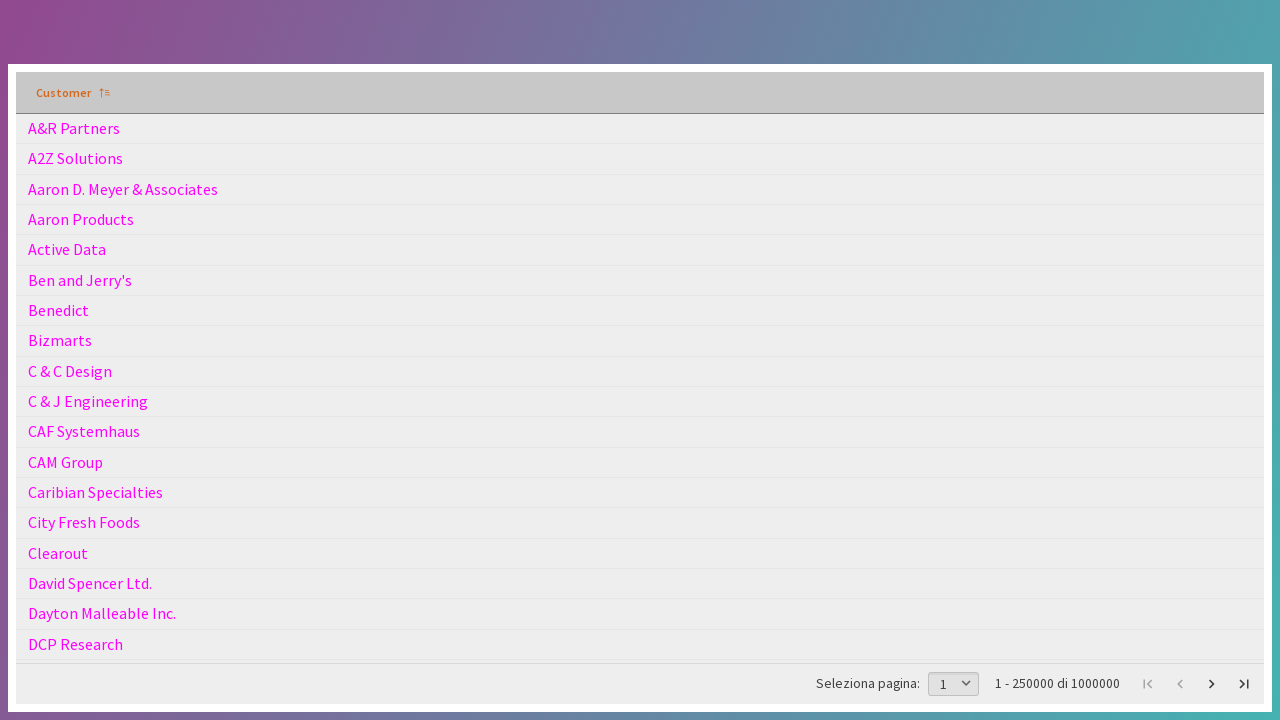 Customer
A&R Partners
A2Z Solutions
Aaron D. Meyer & Associates
Aaron Products
Active Data
Ben and Jerry's
Benedict
Bizmarts
C & C Design
C & J Engineering
CAF Systemhaus
CAM Group
Caribian Specialties
City Fresh Foods
Clearout
David Spencer Ltd.
Dayton Malleable Inc.
DCP Research
Seleziona pagina: 1 1 - 250000 di 1000000